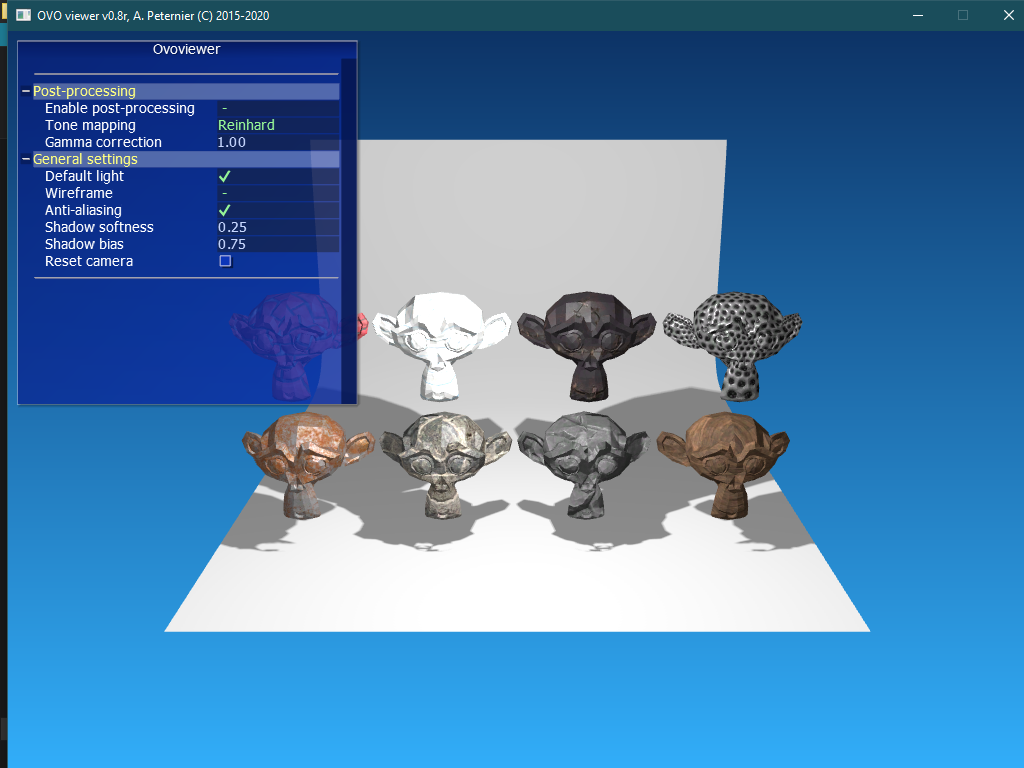 OVO viewer v0.8r, A. Peternier (C) 2015-2020
Ovoviewer
Post-processing
Enable post-processing -
Tone mapping Reinhard
Gamma correction 1.00
General settings
Default light ✓
Wireframe -
Anti-aliasing ✓
Shadow softness 0.25
Shadow bias 0.75
Reset camera